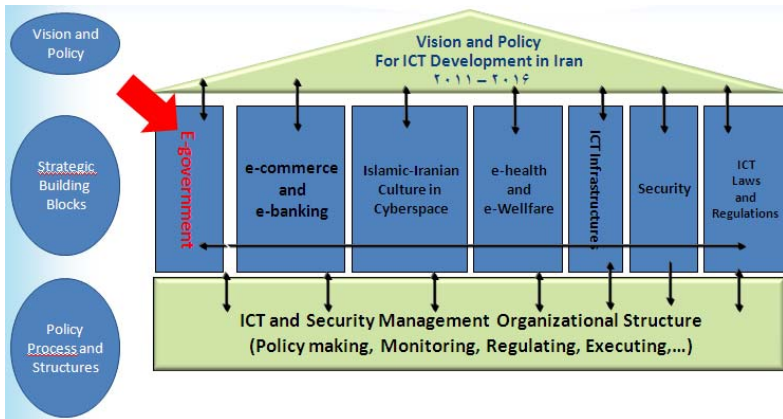 Vision and
Policy
Vision and Policy
For ICT Development in Iran
۲۰۱۱ – ۲۰۱۶
Strategic
Building
Blocks
E-government
e-commerce
and
e-banking
Islamic-Iranian
Culture in
Cyberspace
e-health
and
e-Wellfare
ICT Infrastructures
Security
ICT
Laws
and
Regulations
Policy
Process and
Structures
ICT and Security Management Organizational Structure
(Policy making, Monitoring, Regulating, Executing,...)